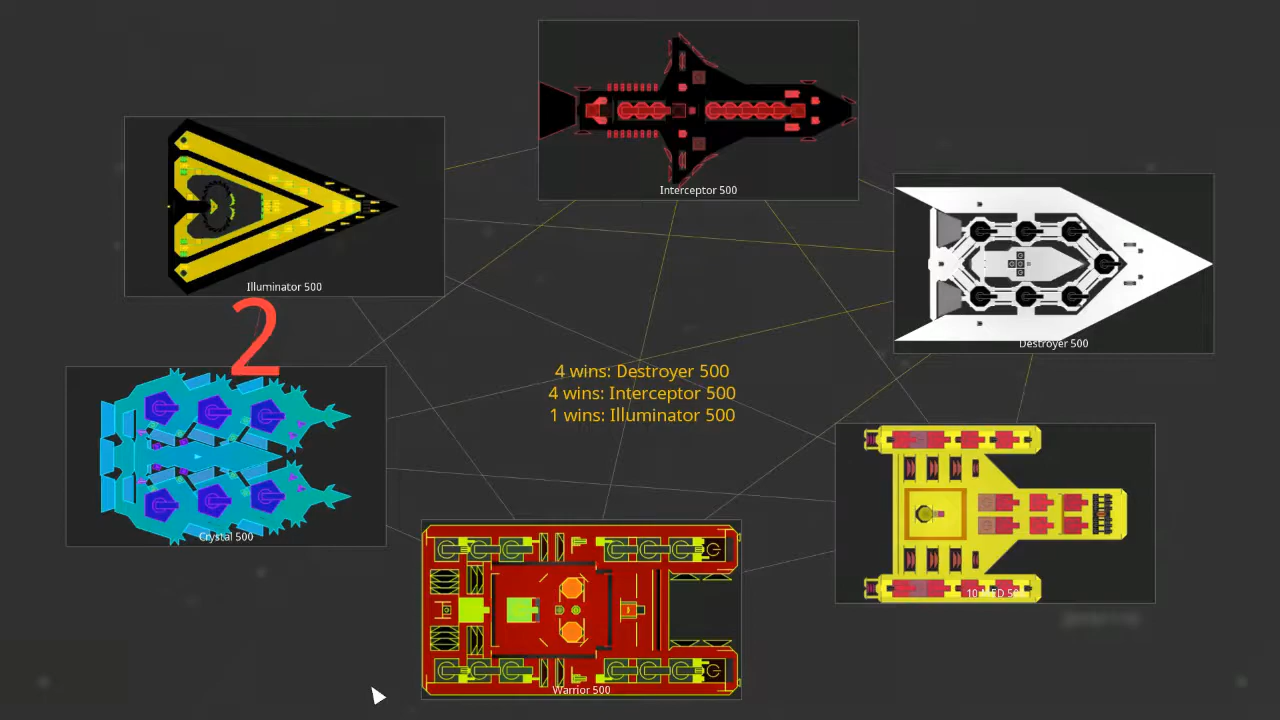 Interceptor 500
Illuminator 500
2
Destroyer 500
4 wins: Destroyer 500
4 wins: Interceptor 500
1 wins: Illuminator 500
Crystal 500
Warrior 500